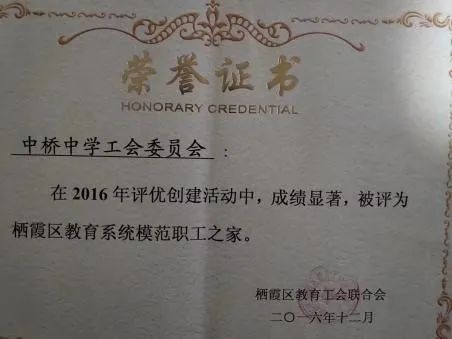 荣誉证书
HONORARY CREDENTIAL
中桥中学工会委员会：
在2016年评优创建活动中，成绩显著，被评为
栖霞区教育系统模范职工之家。
栖霞区教育工会联合会
二〇一六年十二月